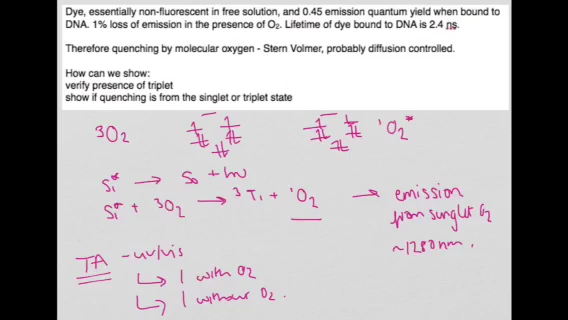 Dye, essentially non-fluorescent in free solution, and 0.45 emission quantum yield when bound to
DNA. 1% loss of emission in the presence of O₂. Lifetime of dye bound to DNA is 2.4 ns.
Therefore quenching by molecular oxygen - Stern Volmer, probably diffusion controlled.
How can we show:
verify presence of triplet
show if quenching is from the singlet or triplet state
³O₂ ¹O₂*
S₁* → S₀ + hν
S₁* + ³O₂ → ³T₁ + ¹O₂ → emission
from singlet O₂
~1280nm.
TA - uv/vis
↳ 1 with O₂
↳ 1 without O₂.